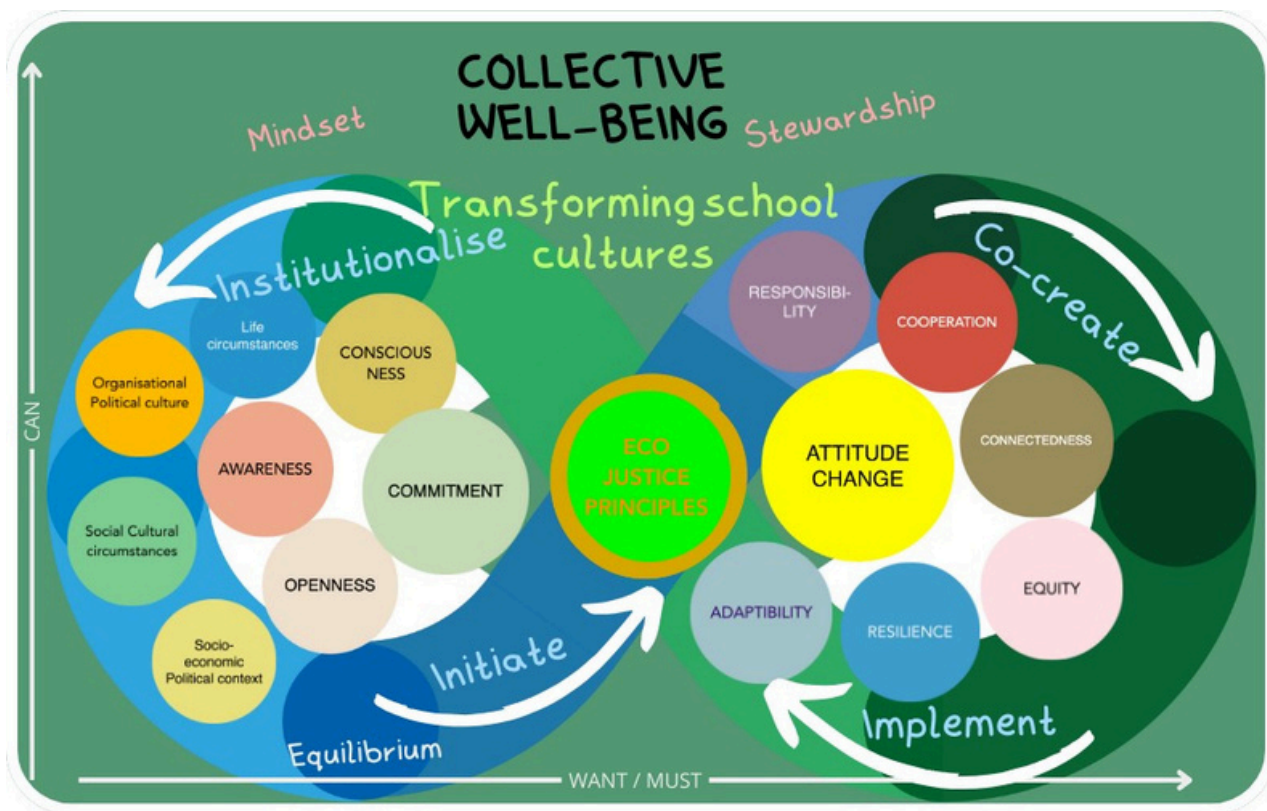 COLLECTIVE
WELL-BEING
Mindset
Stewardship
Transforming school
cultures
Institutionalise
Co-create
Life
circumstances
CONSCIOUS
NESS
Organisational
Political culture
AWARENESS
COMMITMENT
Social Cultural
circumstances
OPENNESS
Socio-
economic
Political context
Equilibrium
Initiate
ECO
JUSTICE
PRINCIPLES
RESPONSIBI-
LITY
COOPERATION
ATTITUDE
CHANGE
CONNECTEDNESS
EQUITY
ADAPTIBILITY
RESILIENCE
Implement
CAN
WANT / MUST